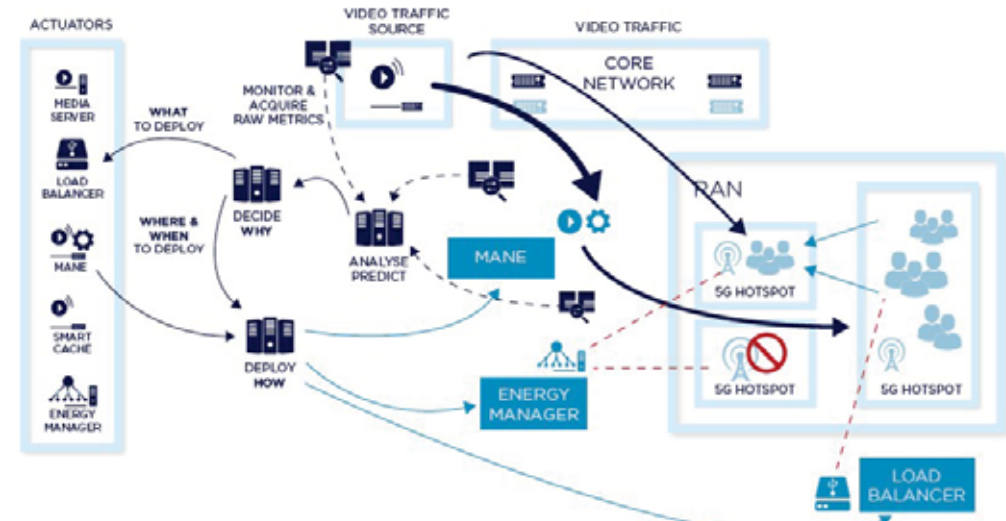 ACTUATORS
MEDIA
SERVER
LOAD
BALANCER
MANE
SMART
CACHE
ENERGY
MANAGER
WHAT
TO DEPLOY
WHERE &
WHEN
TO DEPLOY
DECIDE
WHY
DEPLOY
HOW
MONITOR &
ACQUIRE
RAW METRICS
ANALYSE
PREDICT
VIDEO TRAFFIC
SOURCE
VIDEO TRAFFIC
CORE
NETWORK
MANE
ENERGY
MANAGER
RAN
5G HOTSPOT
5G HOTSPOT
5G HOTSPOT
LOAD
BALANCER